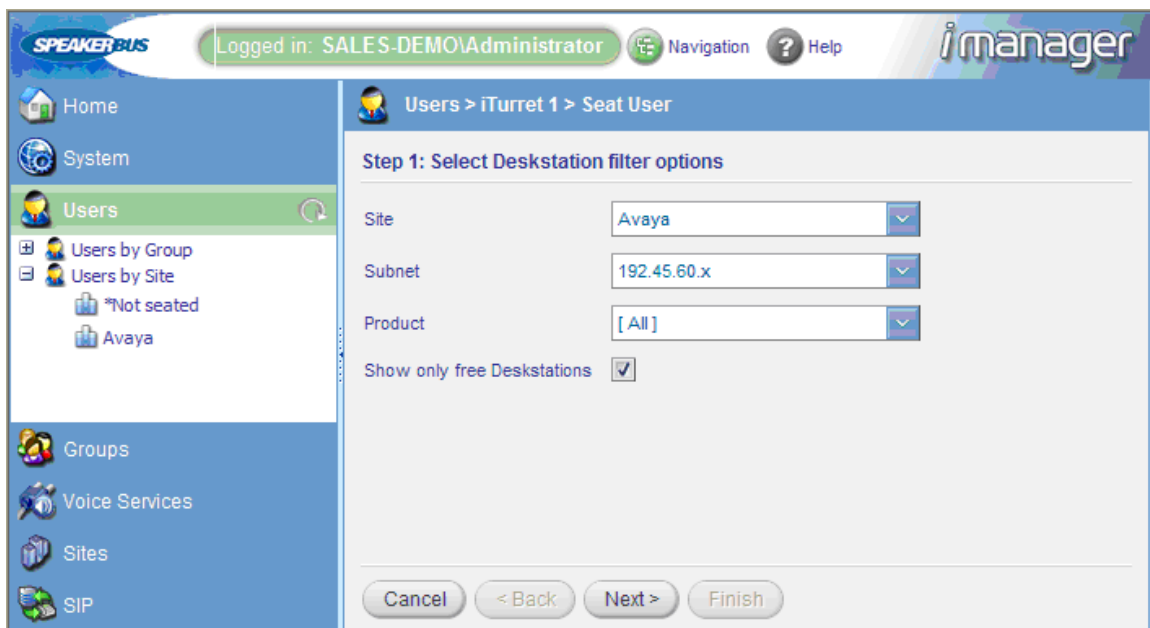 SPEAKERBUS
Logged in: SALES-DEMO\Administrator
Navigation
Help
imanager
Home
System
Users
Users by Group
Users by Site
*Not seated
Avaya
Groups
Voice Services
Sites
SIP
Users > iTurret 1 > Seat User
Step 1: Select Deskstation filter options
Site Avaya
Subnet 192.45.60.x
Product [ All ]
Show only free Deskstations
Cancel < Back Next > Finish